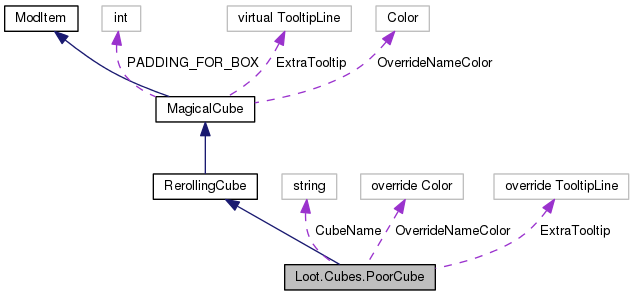 ModItem
int
virtual TooltipLine
Color
PADDING_FOR_BOX
ExtraTooltip
OverrideNameColor
MagicalCube
RerollingCube
string
override Color
override TooltipLine
CubeName
OverrideNameColor
ExtraTooltip
Loot.Cubes.PoorCube